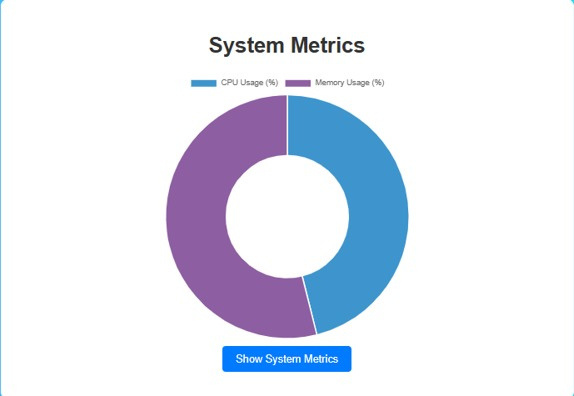 System Metrics
CPU Usage (%) Memory Usage (%)
Show System Metrics